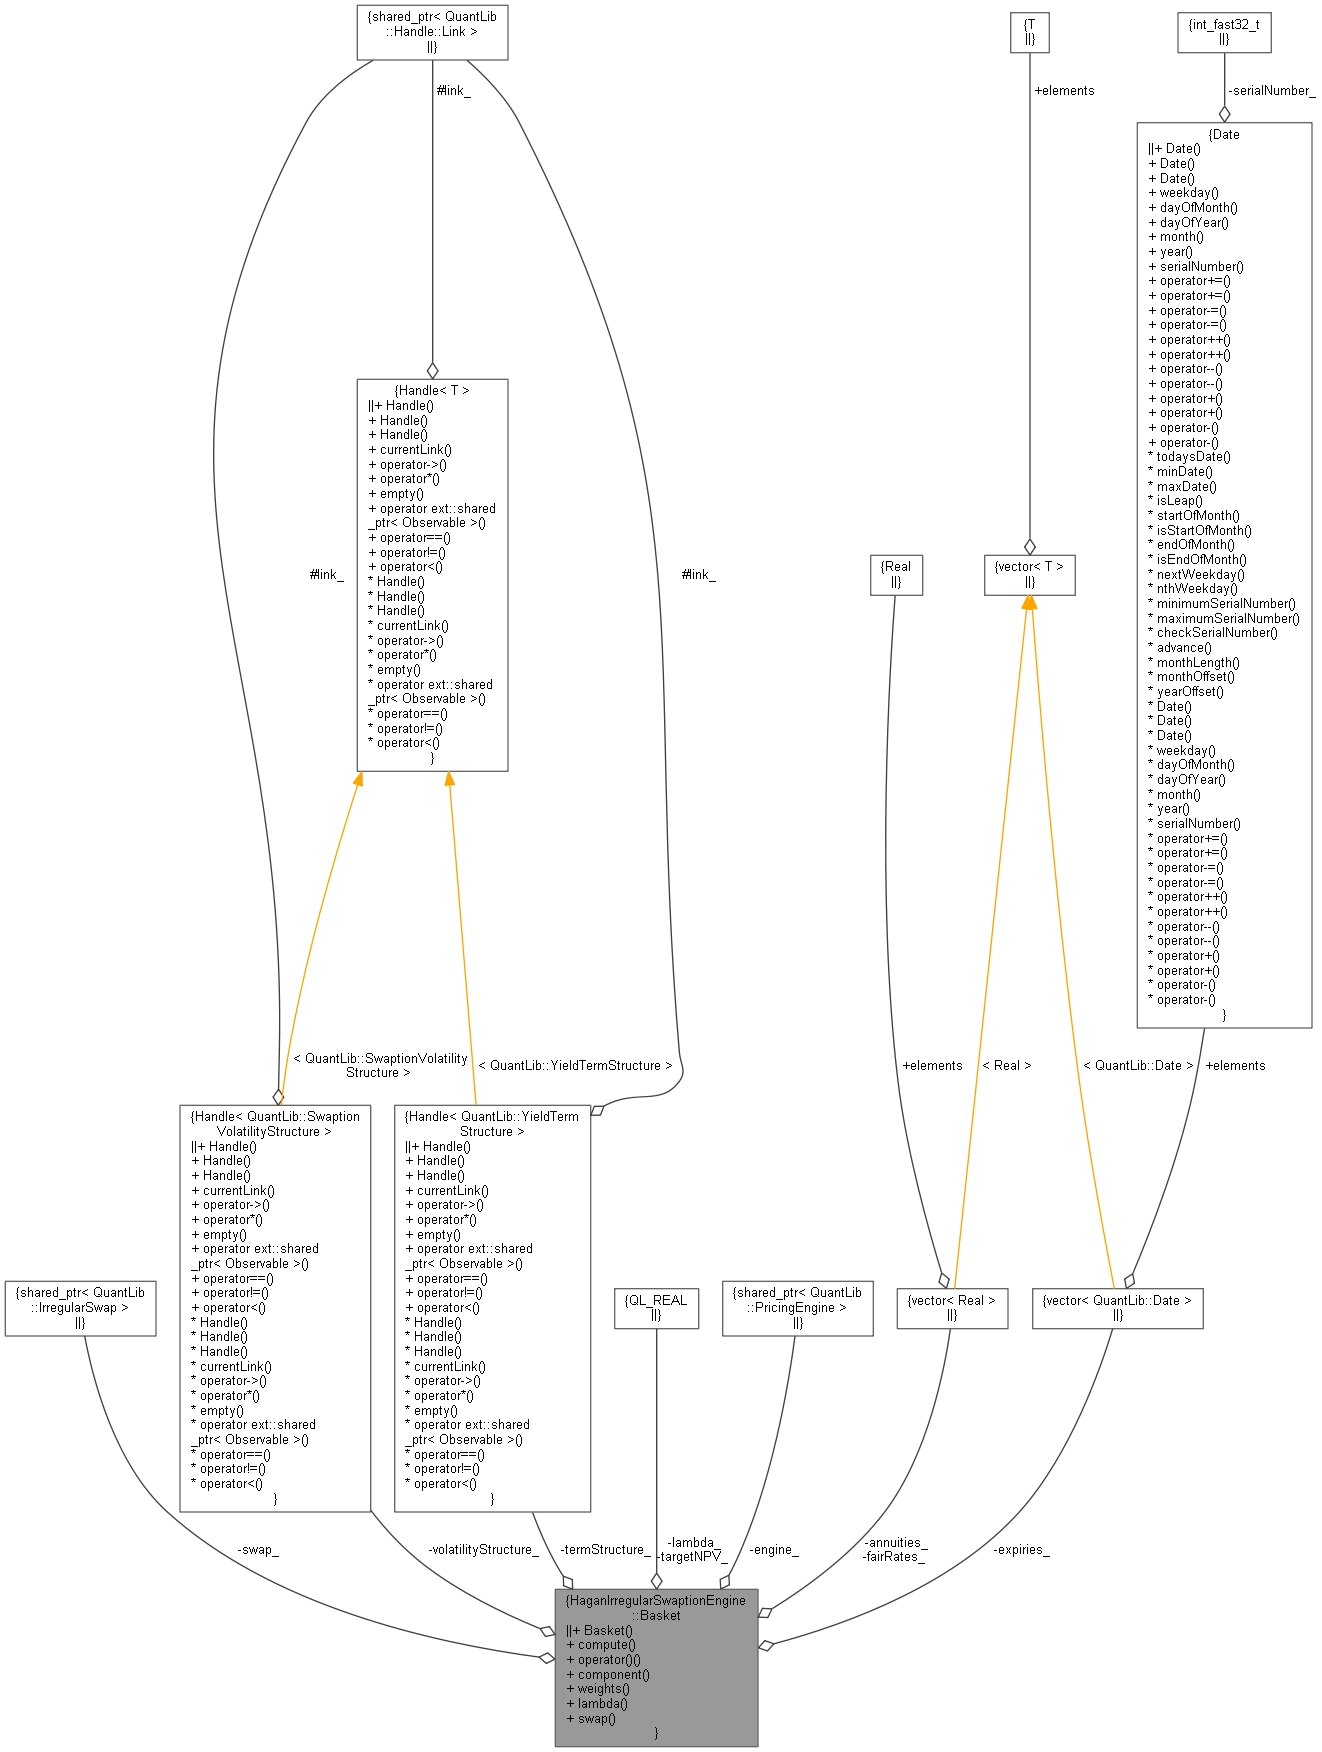 {shared_ptr< QuantLib
::Handle::Link >
||}
{T
||}
{int_fast32_t
||}
#link_
+elements
-serialNumber_
{Date
||+ Date()
+ Date()
+ Date()
+ weekday()
+ dayOfMonth()
+ dayOfYear()
+ month()
+ year()
+ serialNumber()
+ operator+=()
+ operator+=()
+ operator-=()
+ operator-=()
+ operator++()
+ operator++()
+ operator--()
+ operator--()
+ operator+()
+ operator+()
+ operator-()
+ operator-()
* todaysDate()
* minDate()
* maxDate()
* isLeap()
* startOfMonth()
* isStartOfMonth()
* endOfMonth()
* isEndOfMonth()
* nextWeekday()
* nthWeekday()
* minimumSerialNumber()
* maximumSerialNumber()
* checkSerialNumber()
* advance()
* monthLength()
* monthOffset()
* yearOffset()
* Date()
* Date()
* Date()
* weekday()
* dayOfMonth()
* dayOfYear()
* month()
* year()
* serialNumber()
* operator+=()
* operator+=()
* operator-=()
* operator-=()
* operator++()
* operator++()
* operator--()
* operator--()
* operator+()
* operator+()
* operator-()
* operator-()
}
{Handle< T >
||+ Handle()
+ Handle()
+ Handle()
+ currentLink()
+ operator->()
+ operator*()
+ empty()
+ operator ext::shared
_ptr< Observable >()
+ operator==()
+ operator!=()
+ operator<()
* Handle()
* Handle()
* Handle()
* currentLink()
* operator->()
* operator*()
* empty()
* operator ext::shared
_ptr< Observable >()
* operator==()
* operator!=()
* operator<()
}
#link_
#link_
{Real
||}
{vector< T >
||}
< QuantLib::SwaptionVolatility
Structure >
< QuantLib::YieldTermStructure >
+elements
< Real >
< QuantLib::Date >
+elements
{Handle< QuantLib::Swaption
VolatilityStructure >
||+ Handle()
+ Handle()
+ Handle()
+ currentLink()
+ operator->()
+ operator*()
+ empty()
+ operator ext::shared
_ptr< Observable >()
+ operator==()
+ operator!=()
+ operator<()
* Handle()
* Handle()
* Handle()
* currentLink()
* operator->()
* operator*()
* empty()
* operator ext::shared
_ptr< Observable >()
* operator==()
* operator!=()
* operator<()
}
{Handle< QuantLib::YieldTerm
Structure >
||+ Handle()
+ Handle()
+ Handle()
+ currentLink()
+ operator->()
+ operator*()
+ empty()
+ operator ext::shared
_ptr< Observable >()
+ operator==()
+ operator!=()
+ operator<()
* Handle()
* Handle()
* Handle()
* currentLink()
* operator->()
* operator*()
* empty()
* operator ext::shared
_ptr< Observable >()
* operator==()
* operator!=()
* operator<()
}
{shared_ptr< QuantLib
::IrregularSwap >
||}
{QL_REAL
||}
{shared_ptr< QuantLib
::PricingEngine >
||}
{vector< Real >
||}
{vector< QuantLib::Date >
||}
-swap_
-volatilityStructure_
-termStructure_
-lambda_
-targetNPV_
-engine_
-annuities_
-fairRates_
-expiries_
{HaganIrregularSwaptionEngine
::Basket
||+ Basket()
+ compute()
+ operator()()
+ component()
+ weights()
+ lambda()
+ swap()
}